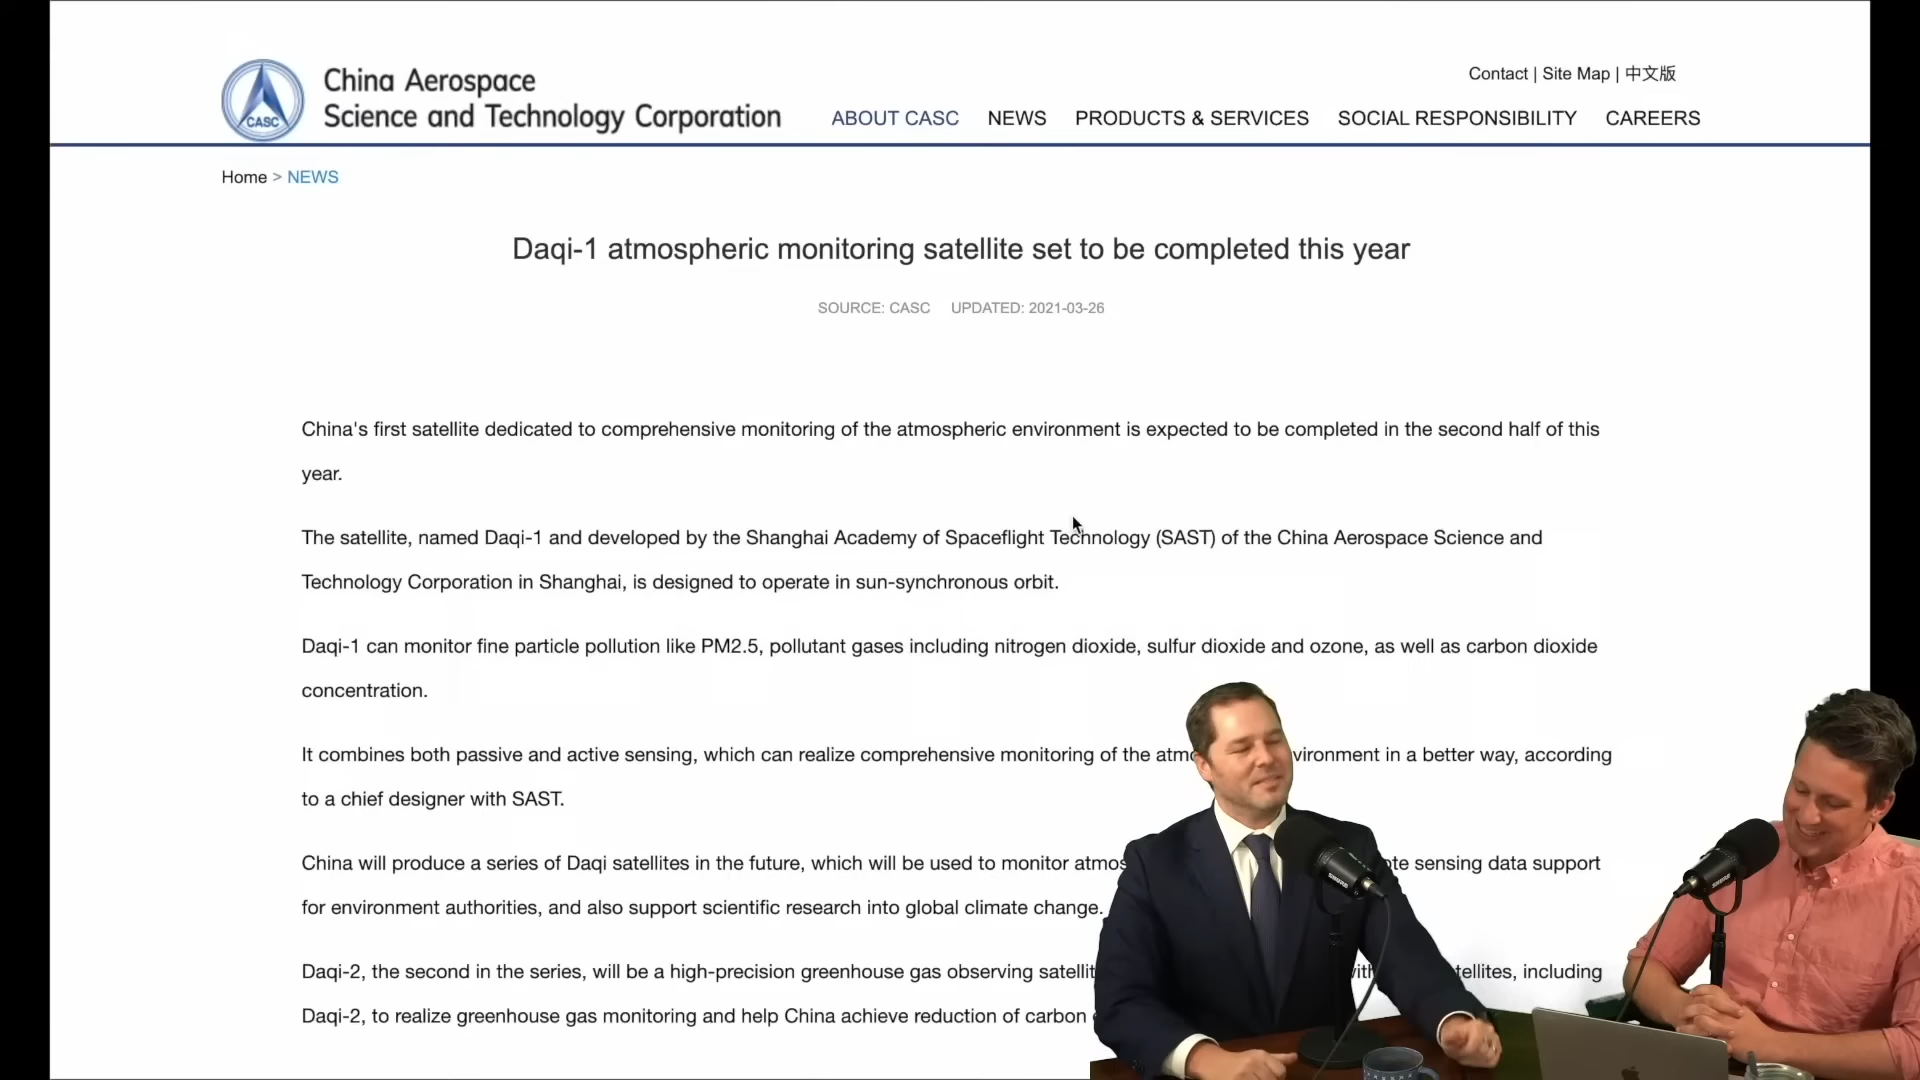 China Aerospace
Science and Technology Corporation
CASC
Contact | Site Map | 中文版
ABOUT CASC NEWS PRODUCTS & SERVICES SOCIAL RESPONSIBILITY CAREERS
Home > NEWS
Daqi-1 atmospheric monitoring satellite set to be completed this year
SOURCE: CASC UPDATED: 2021-03-26
China's first satellite dedicated to comprehensive monitoring of the atmospheric environment is expected to be completed in the second half of this
year.
The satellite, named Daqi-1 and developed by the Shanghai Academy of Spaceflight Technology (SAST) of the China Aerospace Science and
Technology Corporation in Shanghai, is designed to operate in sun-synchronous orbit.
Daqi-1 can monitor fine particle pollution like PM2.5, pollutant gases including nitrogen dioxide, sulfur dioxide and ozone, as well as carbon dioxide
concentration.
It combines both passive and active sensing, which can realize comprehensive monitoring of the in a better way, according
to a chief designer with SAST.
China will produce a series of Daqi satellites in the future, which will be used to monitor sensing data support
for environment authorities, and also support scientific research into global climate change.
Daqi-2, the second in the series, will be a high-precision greenhouse gas observing including
Daqi-2, to realize greenhouse gas monitoring and help China achieve reduction of carbon
SHURE
SHURE